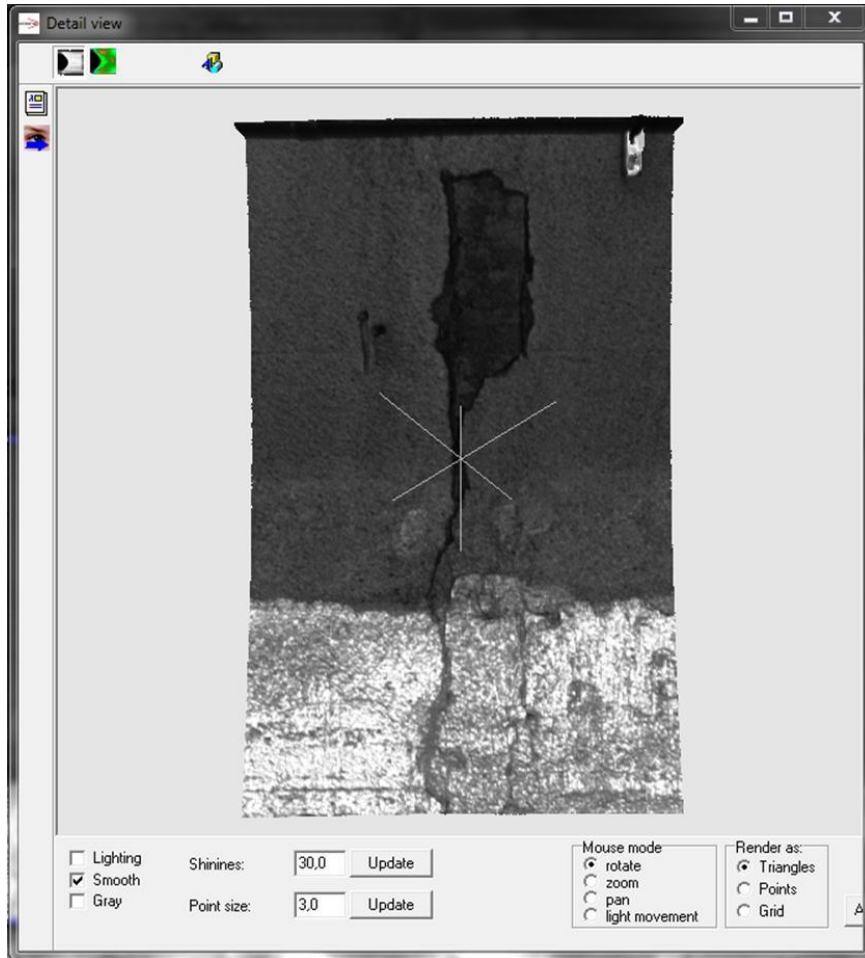 Detail view
Lighting
Smooth
Gray
Shinines:
30,0
Update
Point size:
3,0
Update
Mouse mode
rotate
zoom
pan
light movement
Render as:
Triangles
Points
Grid